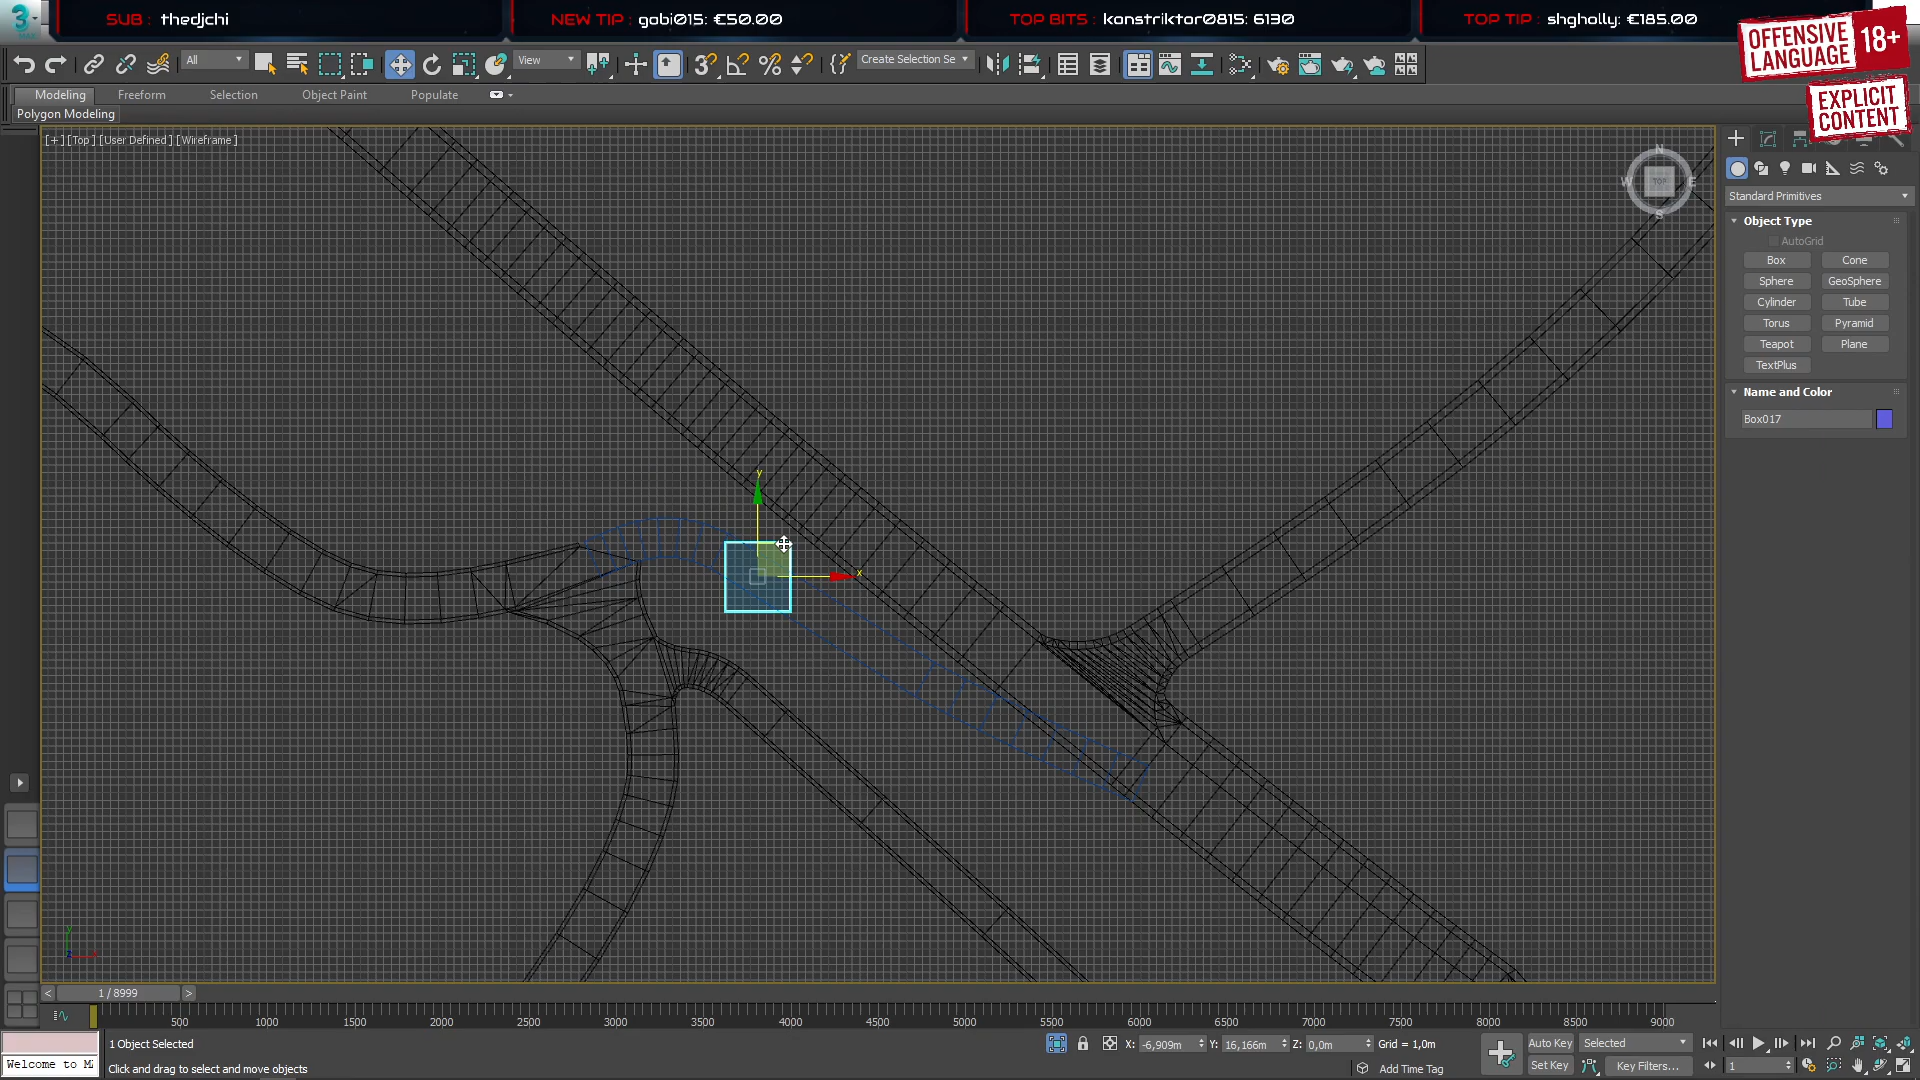 SUB : thedjchi
NEW TIP : gabi015: €50.00
TOP BITS : konstriktor0815: 6130
TOP TIP : shgholly: €185.00
OFFENSIVE LANGUAGE 18+
EXPLICIT CONTENT
3
MAX
All
View
Create Selection Se
Modeling
Freeform
Selection
Object Paint
Populate
Polygon Modeling
[+] [Top] [User Defined] [Wireframe]
N
W
TOP
E
S
Standard Primitives
Object Type
AutoGrid
Box
Cone
Sphere
GeoSphere
Cylinder
Tube
Torus
Pyramid
Teapot
Plane
TextPlus
Name and Color
Box017
y
x
y
z
< 1 / 8999 >
500 1000 1500 2000 2500 3000 3500 4000 4500 5000 5500 6000 6500 7000 7500 8000 8500 9000
1 Object Selected
X: -6,909m
Y: 16,166m
Z: 0,0m
Grid = 1,0m
Auto Key
Selected
Welcome to M
Click and drag to select and move objects
Add Time Tag
Set Key
Key Filters...
1